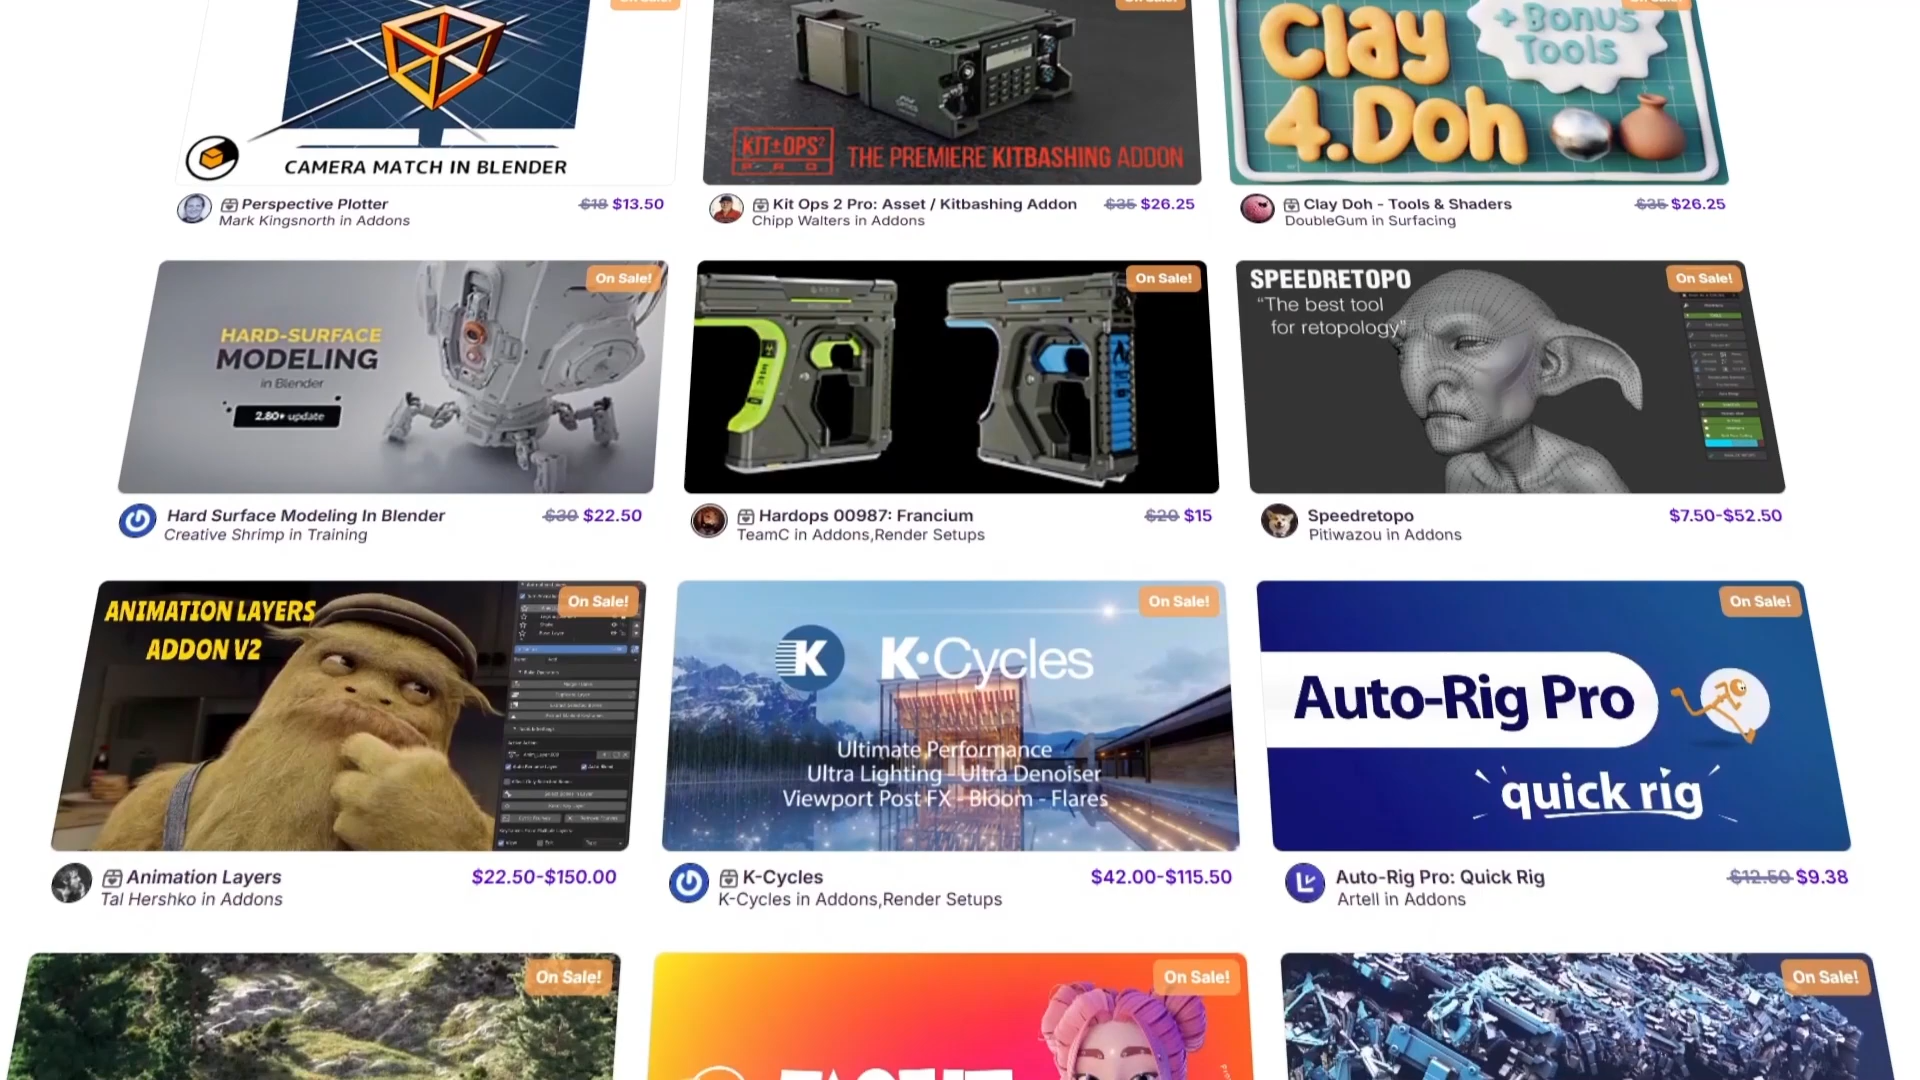 On Sale!
On Sale!
On Sale!
CAMERA MATCH IN BLENDER
KIT±OPS²
PRO
THE PREMIERE KITBASHING ADDON
Clay
4.Doh
+ Bonus
Tools
Perspective Plotter
$18 $13.50
Mark Kingsnorth in Addons
Kit Ops 2 Pro: Asset / Kitbashing Addon
$35 $26.25
Chipp Walters in Addons
Clay Doh - Tools & Shaders
$35 $26.25
DoubleGum in Surfacing
On Sale!
HARD-SURFACE
MODELING
in Blender
2.80+ update
On Sale!
On Sale!
SPEEDRETOPO
"The best tool
for retopology"
Hard Surface Modeling In Blender
$30 $22.50
Creative Shrimp in Training
Hardops 00987: Francium
$20 $15
TeamC in Addons,Render Setups
Speedretopo
$7.50-$52.50
Pitiwazou in Addons
On Sale!
ANIMATION LAYERS
ADDON V2
On Sale!
K
K·Cycles
Ultimate Performance
Ultra Lighting - Ultra Denoiser
Viewport Post FX - Bloom - Flares
On Sale!
Auto-Rig Pro
quick rig
Animation Layers
$22.50-$150.00
Tal Hershko in Addons
K-Cycles
$42.00-$115.50
K-Cycles in Addons,Render Setups
Auto-Rig Pro: Quick Rig
$12.50 $9.38
Artell in Addons
On Sale!
On Sale!
On Sale!